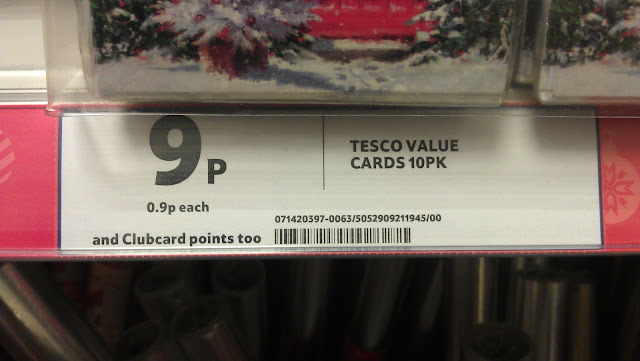 9P
TESCO VALUE
CARDS 10PK
0.9p each
071420397-0063/5052909211945/00
and Clubcard points too